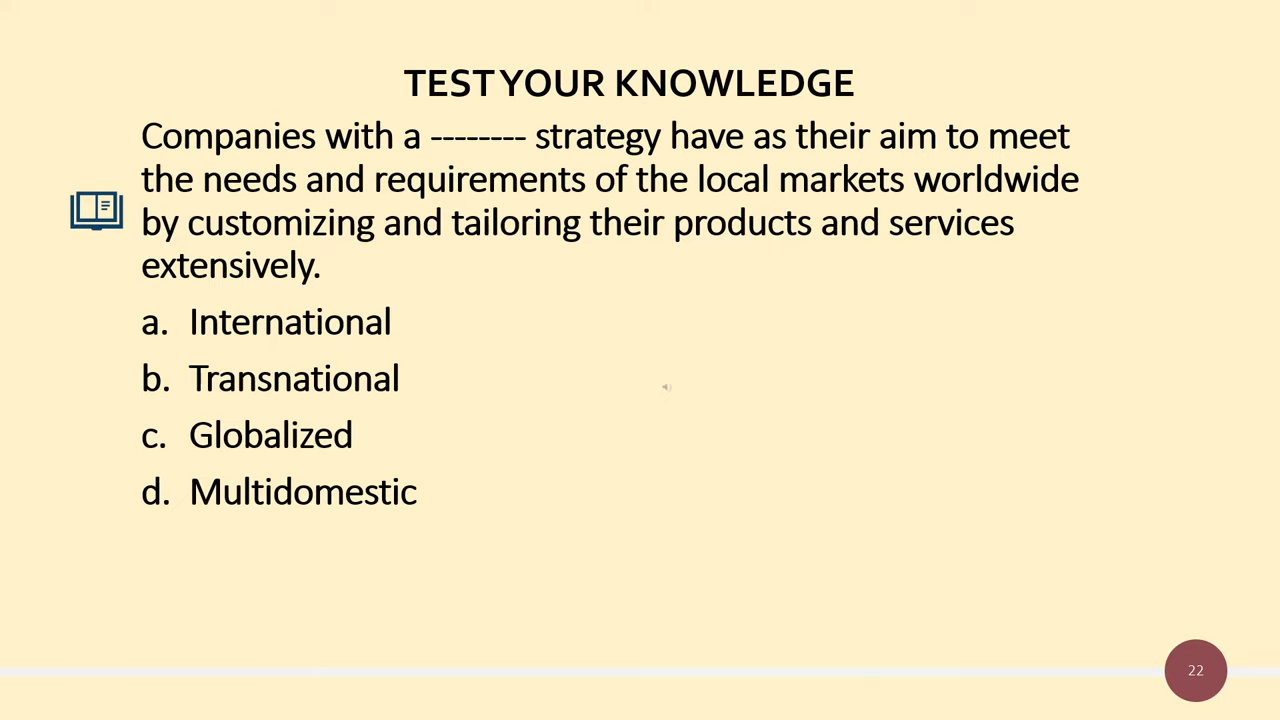 TEST YOUR KNOWLEDGE
Companies with a -------- strategy have as their aim to meet
the needs and requirements of the local markets worldwide
by customizing and tailoring their products and services
extensively.
a. International
b. Transnational
c. Globalized
d. Multidomestic
22